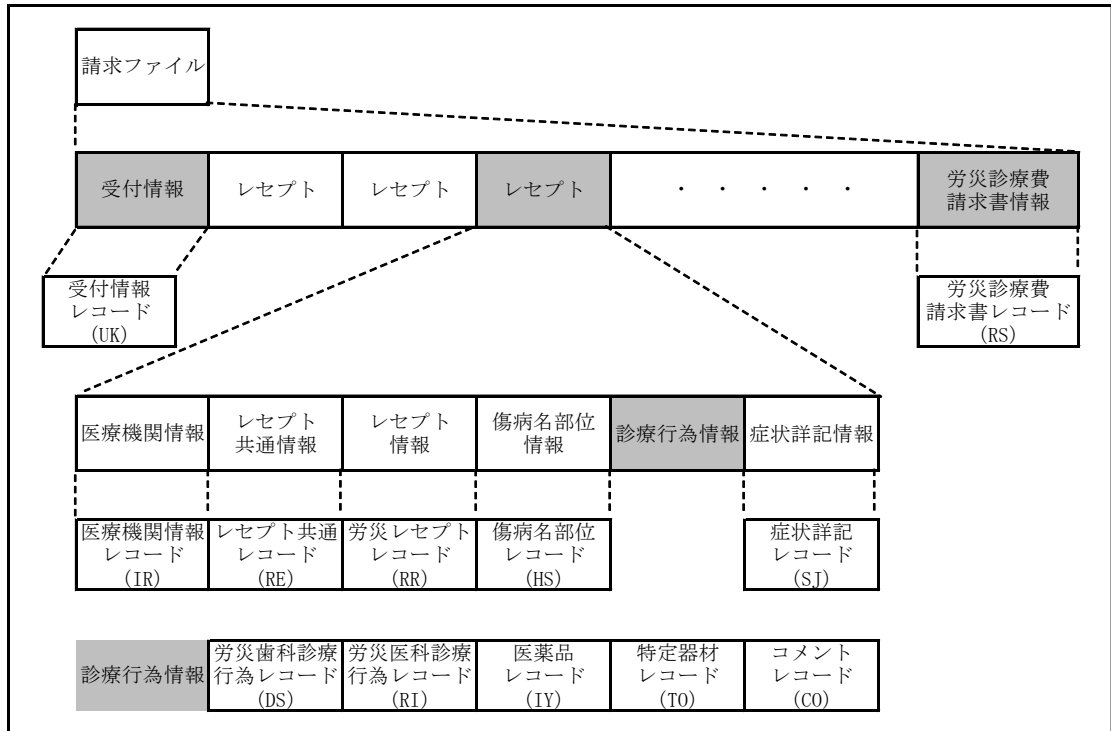 請求ファイル
受付情報
レセプト
レセプト
レセプト
・ ・ ・ ・ ・
労災診療費
請求書情報
受付情報
レコード
(UK)
労災診療費
請求書レコード
(RS)
医療機関情報
レセプト
共通情報
レセプト
情報
傷病名部位
情報
診療行為情報
症状詳記情報
医療機関情報
レコード
(IR)
レセプト共通
レコード
(RE)
労災レセプト
レコード
(RR)
傷病名部位
レコード
(HS)
症状詳記
レコード
(SJ)
診療行為情報
労災歯科診療
行為レコード
(DS)
労災医科診療
行為レコード
(RI)
医薬品
レコード
(IY)
特定器材
レコード
(TO)
コメント
レコード
(CO)